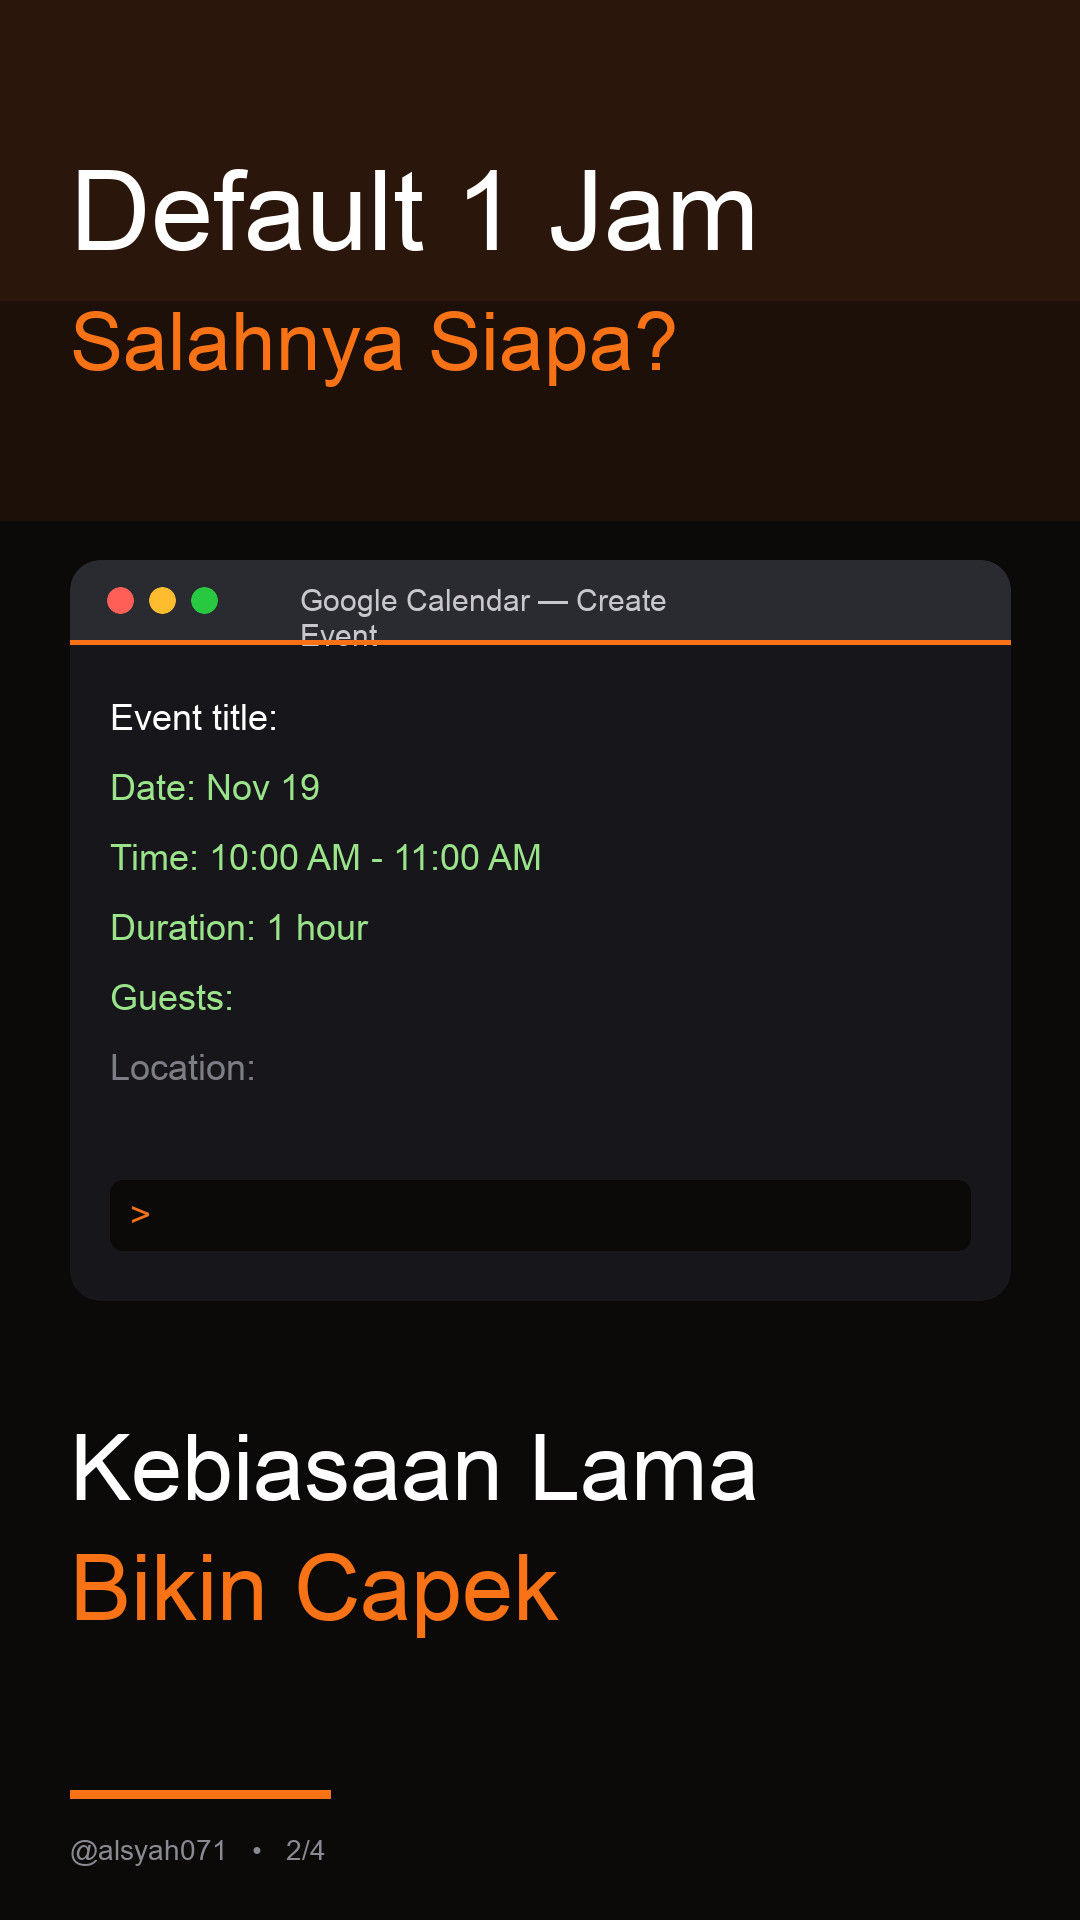 Default 1 Jam
Salahnya Siapa?
Google Calendar — Create
Event
Event title:
Date: Nov 19
Time: 10:00 AM - 11:00 AM
Duration: 1 hour
Guests:
Location:
>
Kebiasaan Lama
Bikin Capek
@alsyah071 • 2/4